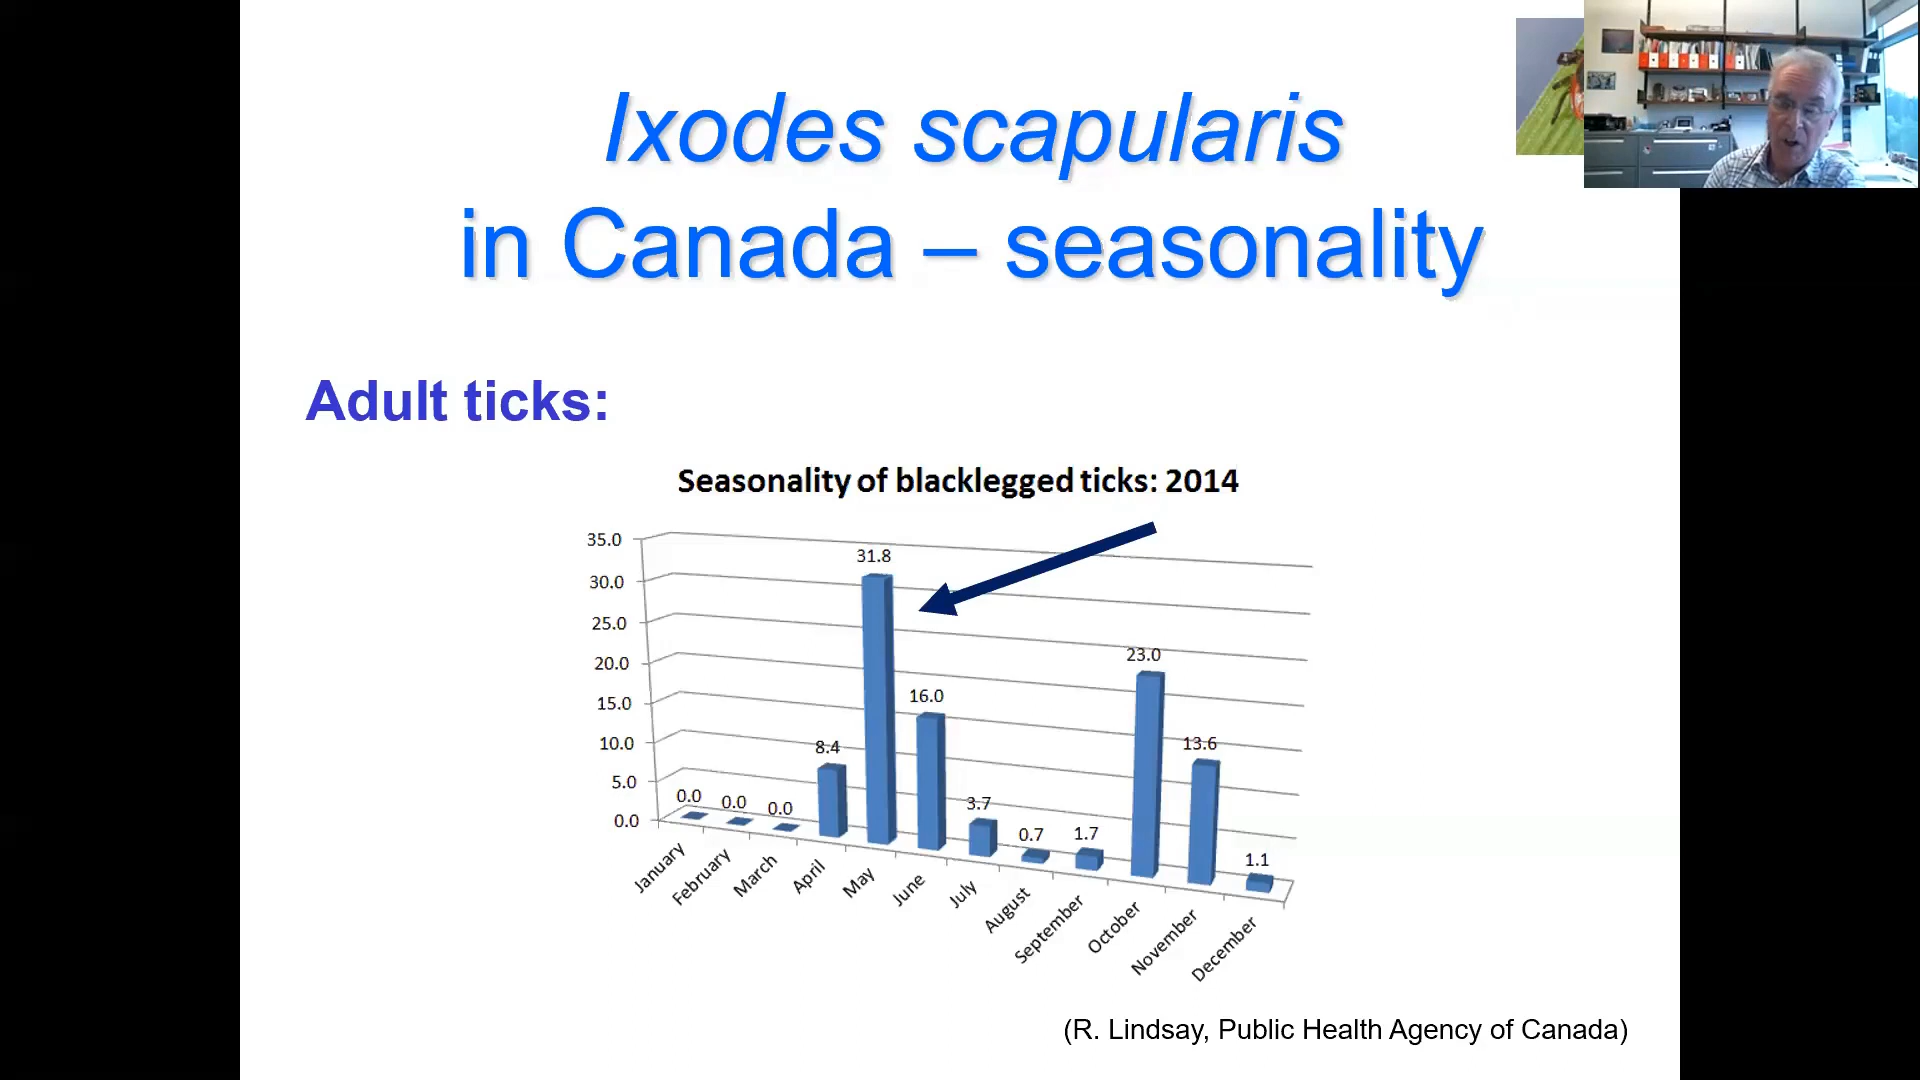 Ixodes scapularis
in Canada – seasonality
Adult ticks:
Seasonality of blacklegged ticks: 2014
35.0
30.0
25.0
20.0
15.0
10.0
5.0
0.0
0.0
0.0
0.0
8.4
31.8
16.0
3.7
0.7
1.7
23.0
13.6
1.1
January
February
March
April
May
June
July
August
September
October
November
December
(R. Lindsay, Public Health Agency of Canada)